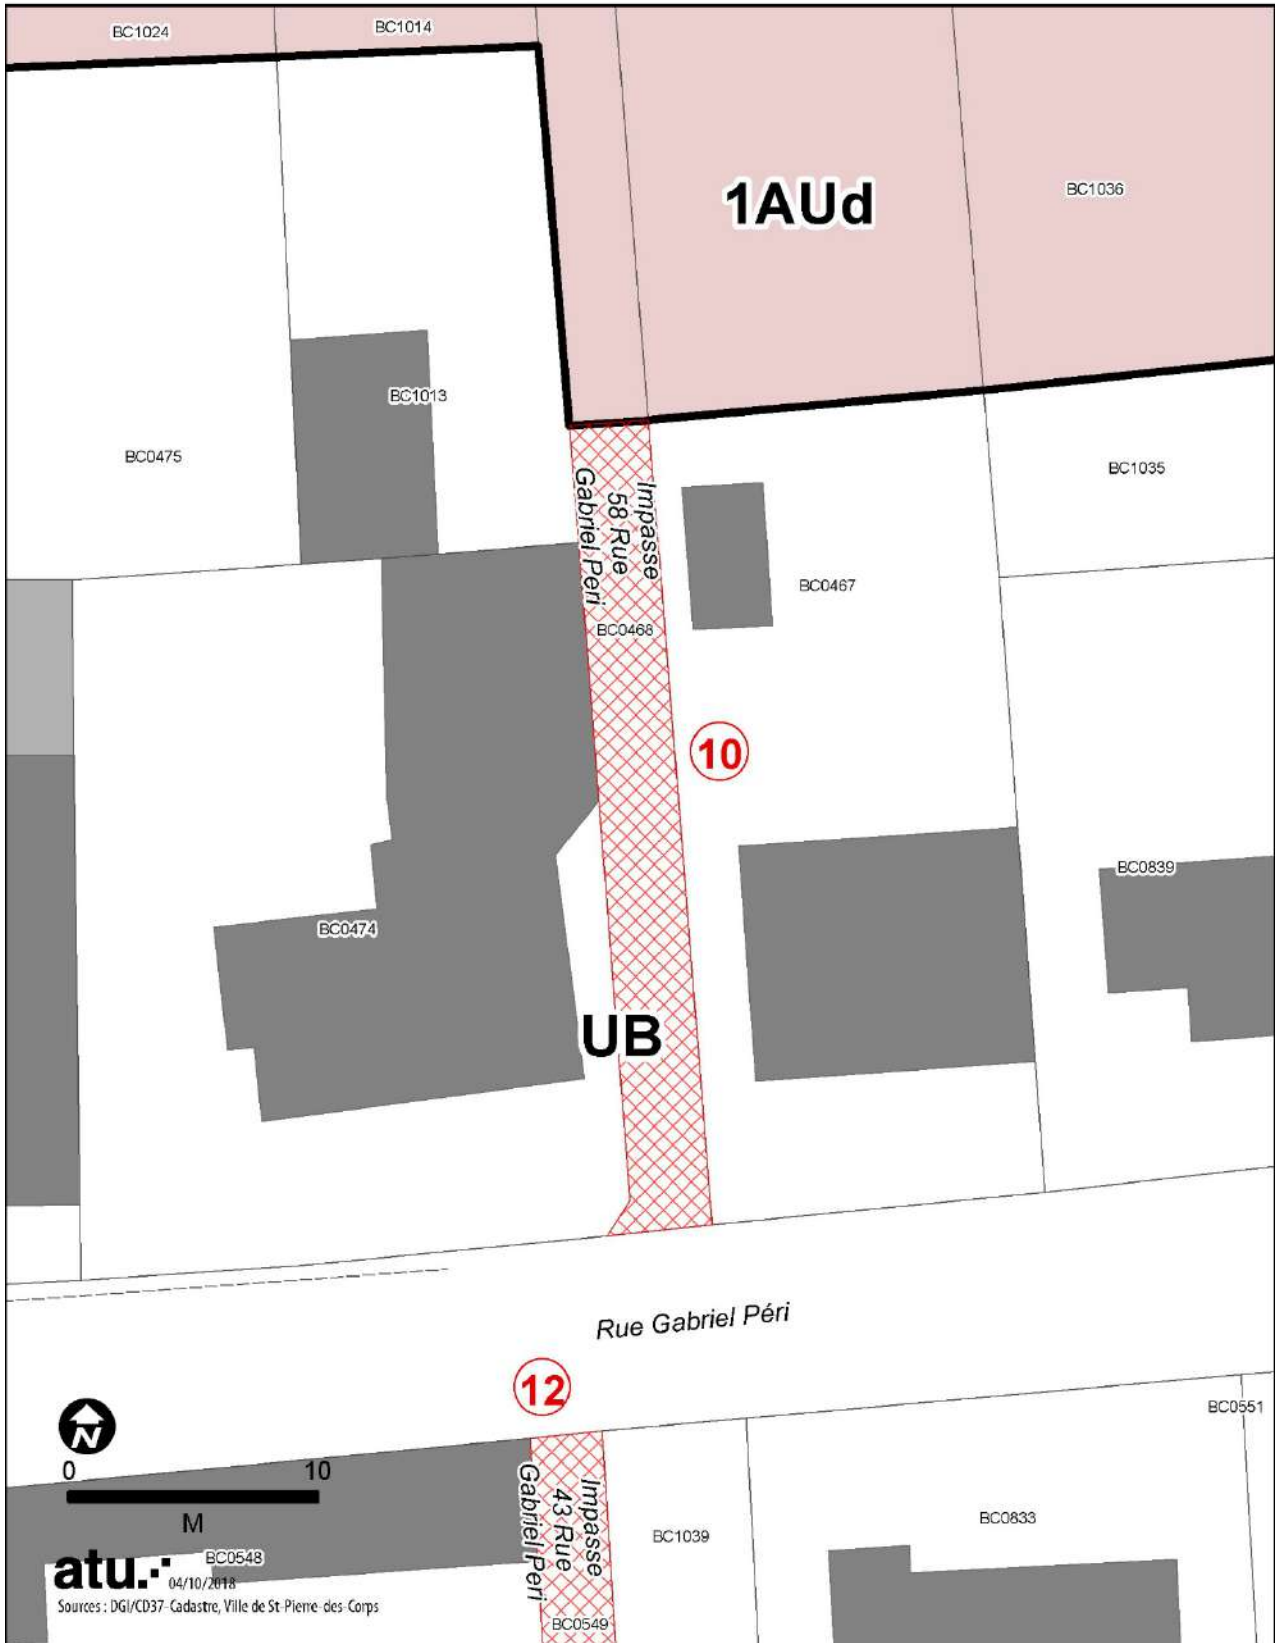 BC1024
BC1014
1AUd
BC1036
BC1013
BC0475
BC1035
Impasse
58 Rue
Gabriel Peri
BC0467
BC0468
10
BC0839
BC0474
UB
Rue Gabriel Péri
12
BC0551
N
0 10
M
Impasse
43 Rue
Gabriel Peri
BC0833
BC1039
BC0548
atu.
04/10/2018
Sources : DGI/CD37-Cadastre, Ville de St-Pierre-des-Corps
BC0549